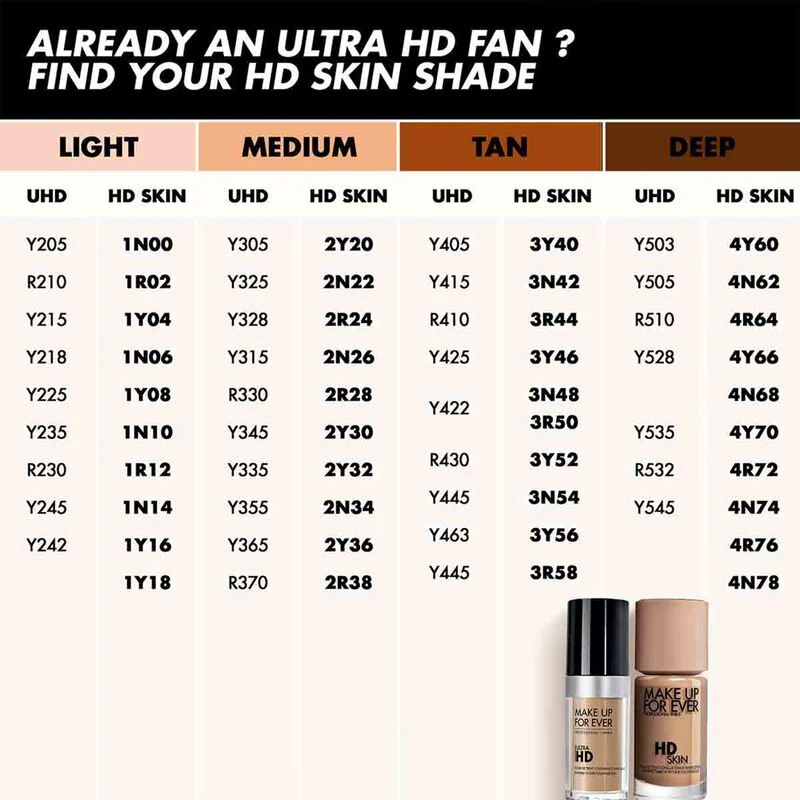 ALREADY AN ULTRA HD FAN ?
FIND YOUR HD SKIN SHADE
LIGHT MEDIUM TAN DEEP
UHD HD SKIN UHD HD SKIN UHD HD SKIN UHD HD SKIN
Y205 1N00 Y305 2Y20 Y405 3Y40 Y503 4Y60
R210 1R02 Y325 2N22 Y415 3N42 Y505 4N62
Y215 1Y04 Y328 2R24 R410 3R44 R510 4R64
Y218 1N06 Y315 2N26 Y425 3Y46 Y528 4Y66
Y225 1Y08 R330 2R28 Y422 3N48 4N68
3R50
Y235 1N10 Y345 2Y30 R430 3Y52 Y535 4Y70
R230 1R12 Y335 2Y32 Y445 3N54 R532 4R72
Y245 1N14 Y355 2N34 Y463 3Y56 Y545 4N74
Y242 1Y16 Y365 2Y36 Y445 3R58 4R76
1Y18 R370 2R38 4N78
MAKE UP
FOR EVER
PROFESSIONAL - PARIS
ULTRA
HD
MAKE UP
FOR EVER
PROFESSIONAL PARIS
HD
SKIN